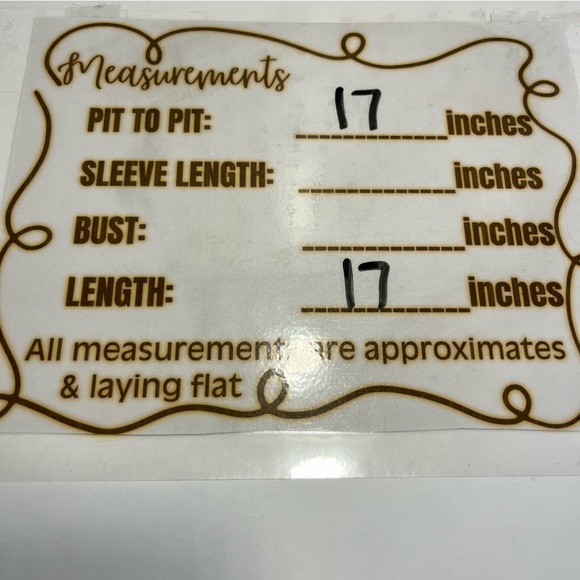 Measurements
PIT TO PIT: 17 inches
SLEEVE LENGTH: inches
BUST: inches
LENGTH: 17 inches
All measurements are approximates
& laying flat